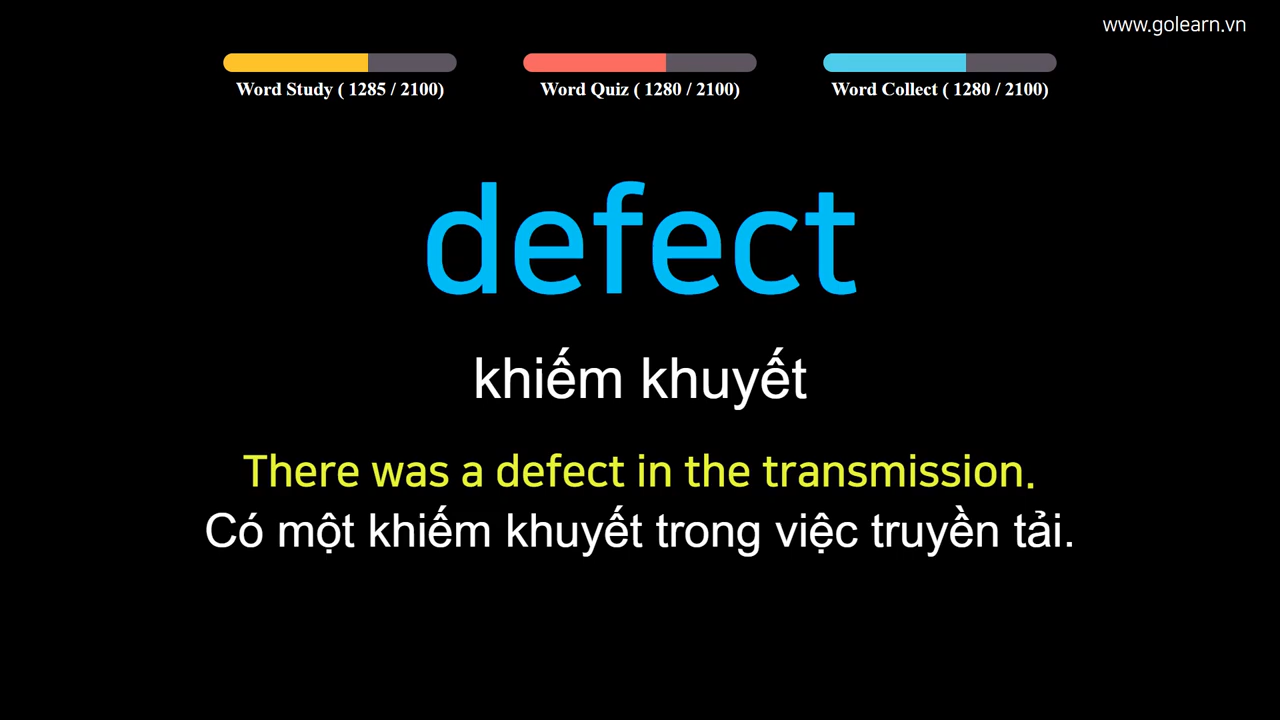 www.golearn.vn
Word Study ( 1285 / 2100)
Word Quiz ( 1280 / 2100)
Word Collect ( 1280 / 2100)
defect
khiếm khuyết
There was a defect in the transmission.
Có một khiếm khuyết trong việc truyền tải.